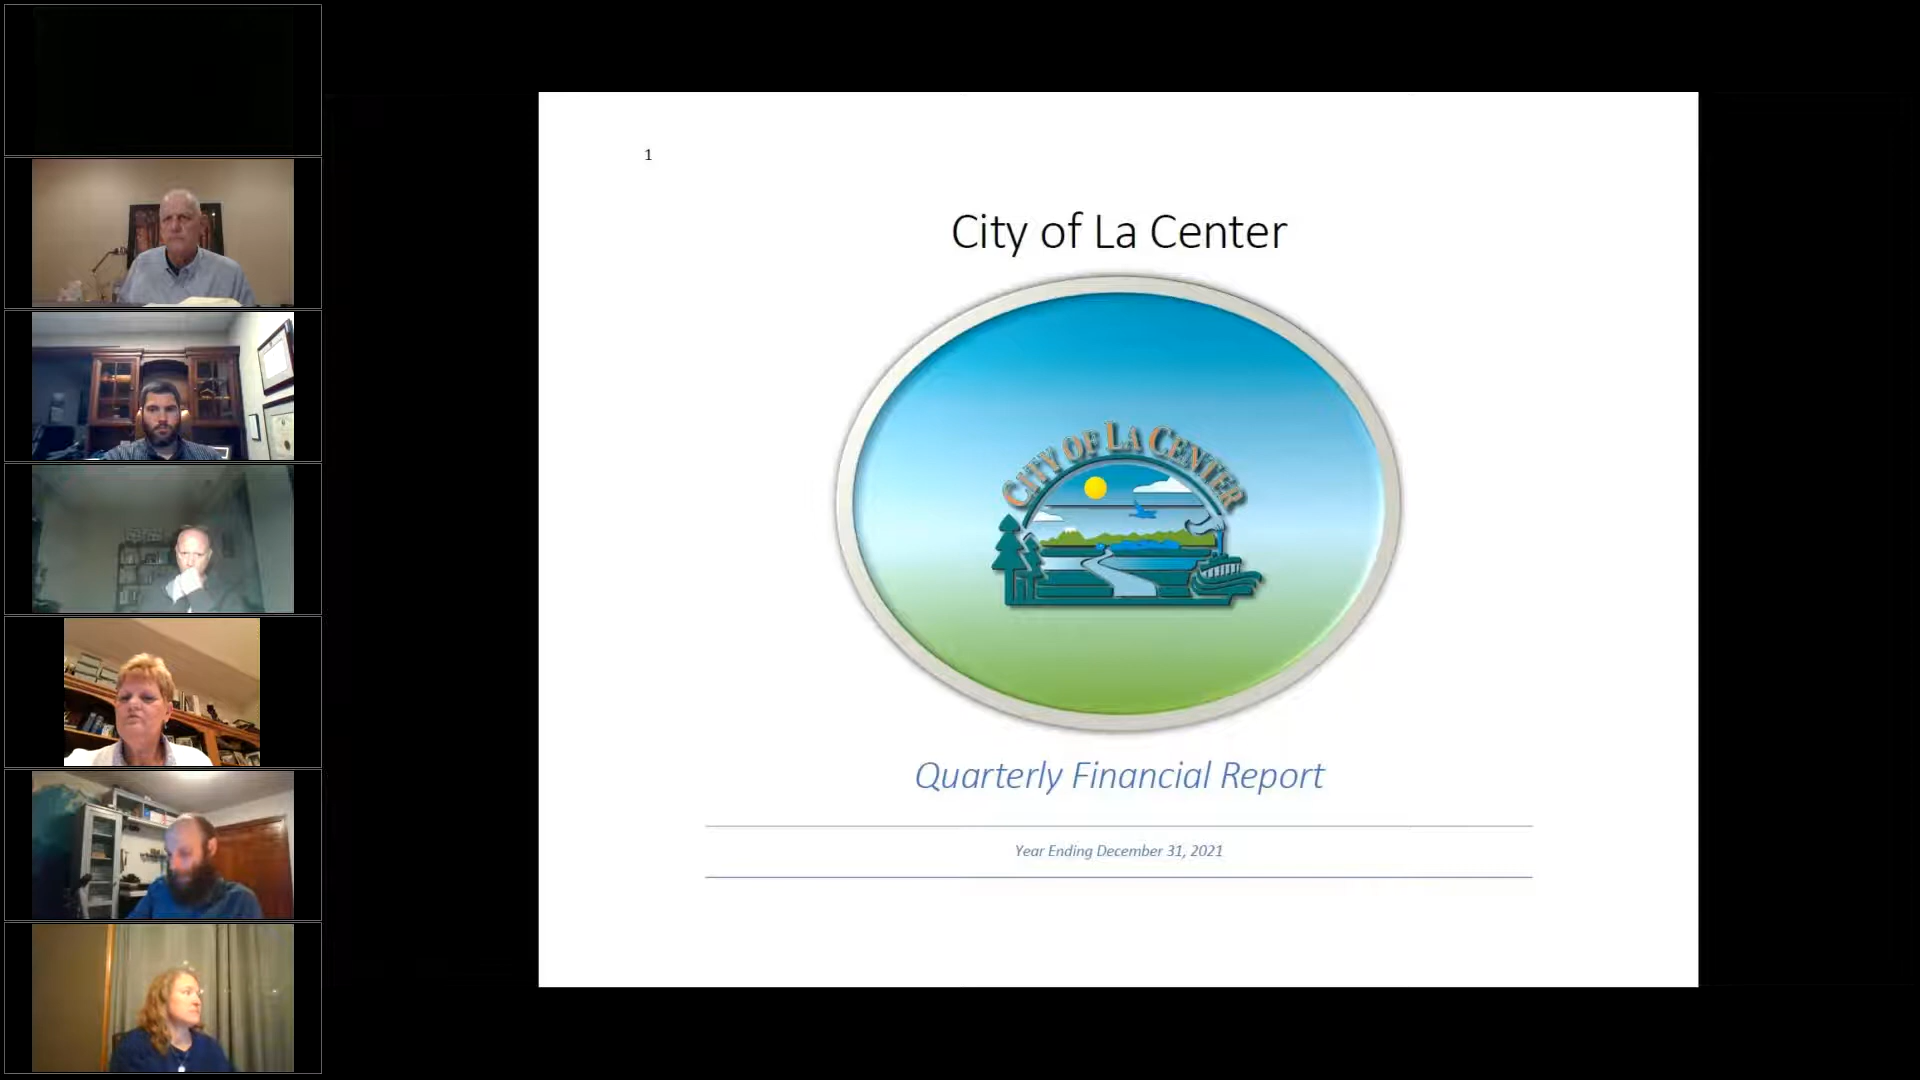 1
City of La Center
CITY OF LA CENTER
Quarterly Financial Report
Year Ending December 31, 2021